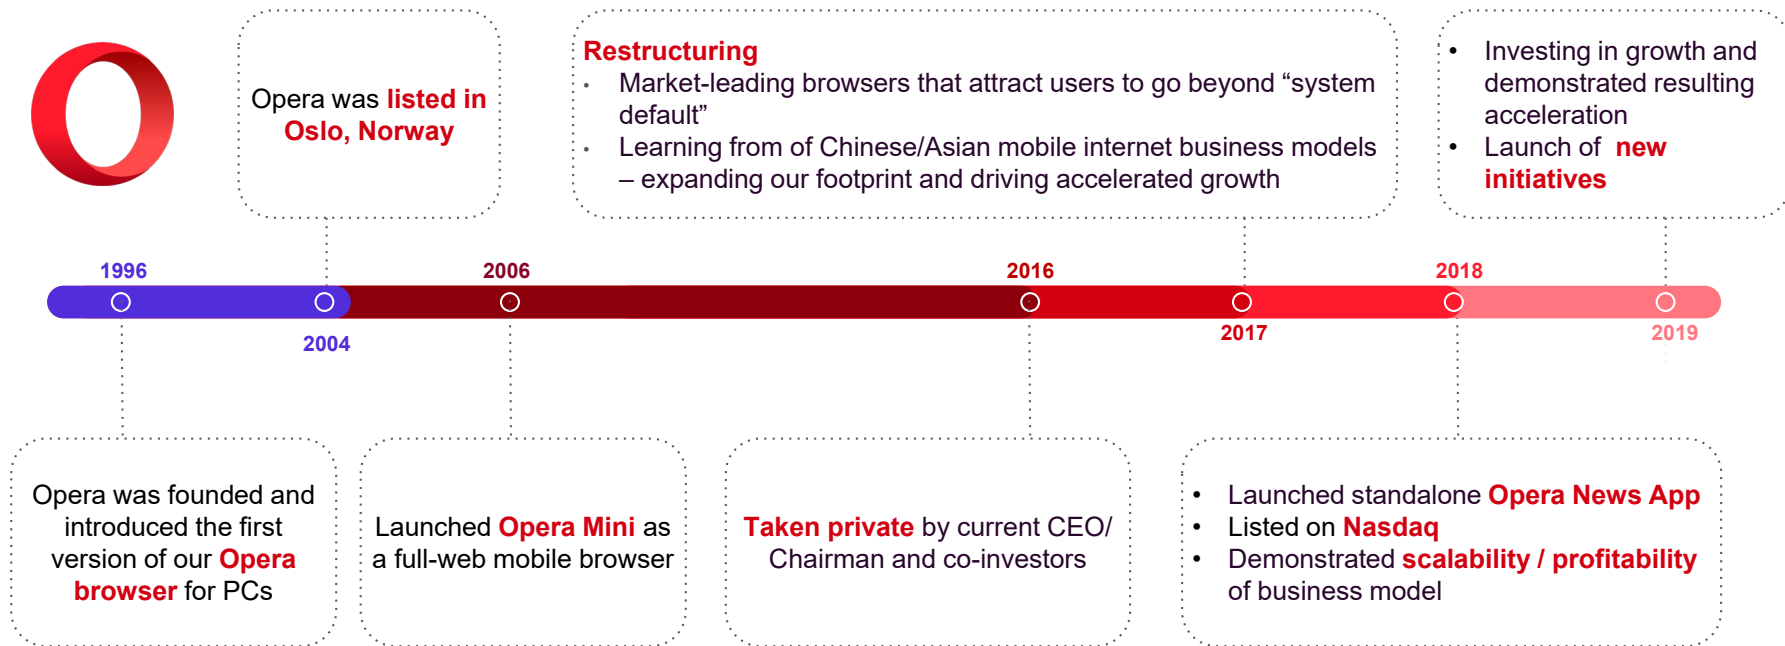 Opera was listed in
Oslo, Norway
Restructuring
• Market-leading browsers that attract users to go beyond “system
default”
• Learning from of Chinese/Asian mobile internet business models
– expanding our footprint and driving accelerated growth
• Investing in growth and
demonstrated resulting
acceleration
• Launch of new
initiatives
1996
2006
2016
2018
2004
2017
2019
Opera was founded and
introduced the first
version of our Opera
browser for PCs
Launched Opera Mini as
a full-web mobile browser
Taken private by current CEO/
Chairman and co-investors
• Launched standalone Opera News App
• Listed on Nasdaq
• Demonstrated scalability / profitability
of business model